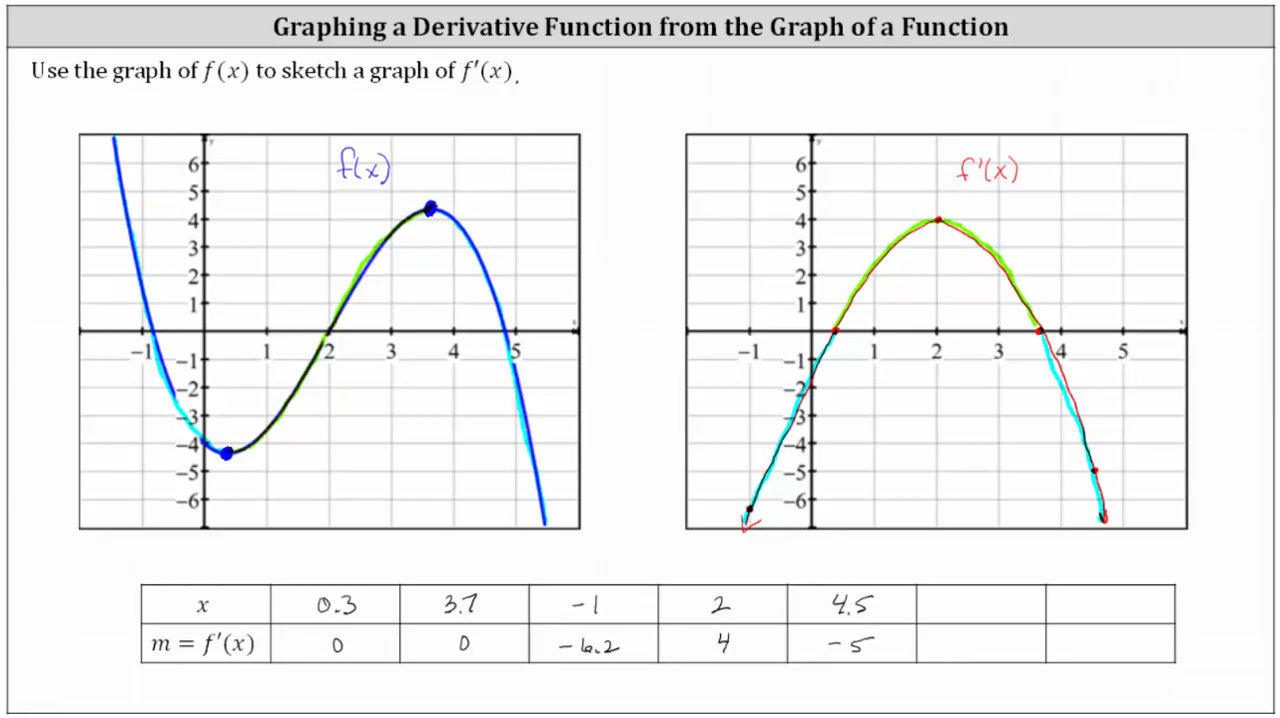 Graphing a Derivative Function from the Graph of a Function
Use the graph of f(x) to sketch a graph of f′(x).
y
f(x)
6
5
4
3
2
1
−1 1 2 3 4 5
x
−1
−2
−3
−4
−5
−6
y
f'(x)
6
5
4
3
2
1
−1 1 2 3 4 5
x
−1
−2
−3
−4
−5
−6
x 0.3 3.7 -1 2 4.5
m = f′(x) 0 0 -6.2 4 -5